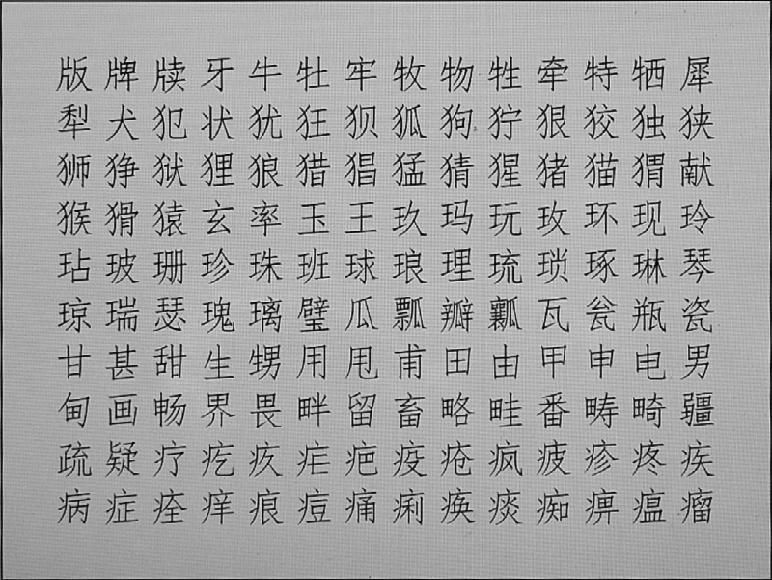 版牌牍牙牛牡牢牧物牲牵特牺犀
犁犬犯状犹狂狈狐狗狞狠狡独狭
狮狰狱狸狼猎猖猛猜猩猪猫猬献
猴猾猿玄率玉王玖玛玩玫环现玲
玷玻珊珍珠班球琅理琉琐琢琳琴
琼瑞瑟瑰璃璧瓜瓢瓣瓤瓦瓮瓶瓷
甘甚甜生甥用甩甫田由甲申电男
甸画畅界畏畔留畜略畦番畴畸疆
疏疑疗疙疚疟疤疫疮疯疲疹疼疾
病症痊痒痕痘痛痢痪痰痴痹瘟瘤